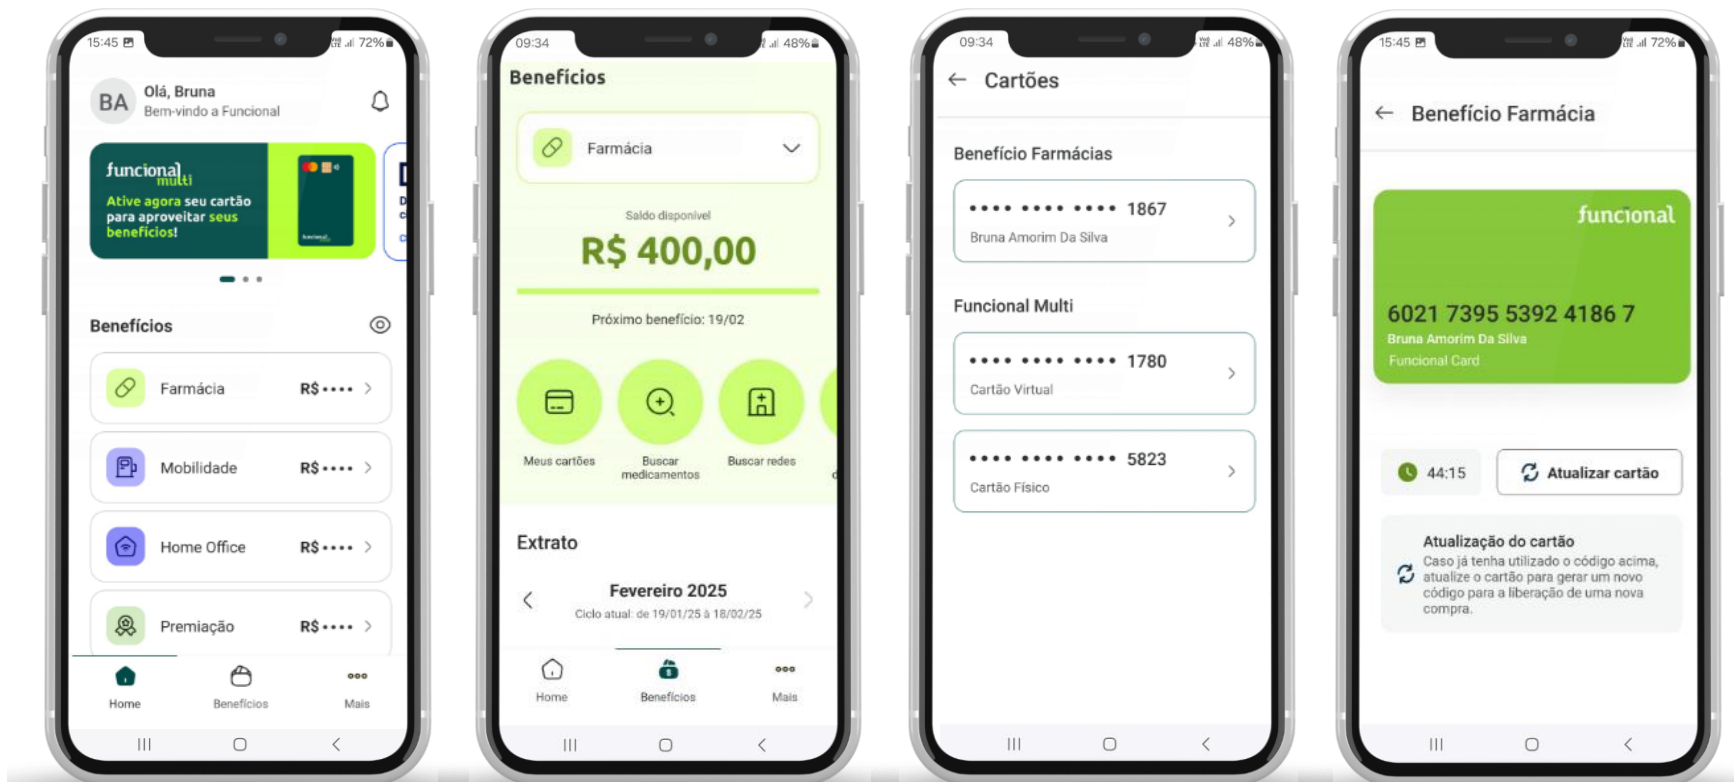 15:45
72%
BA
Olá, Bruna
Bem-vindo a Funcional
funcional
multi
Ative agora seu cartão
para aproveitar seus
benefícios!
Benefícios
Farmácia R$ ••••
Mobilidade R$ ••••
Home Office R$ ••••
Premiação R$ ••••
Home Benefícios Mais
09:34
48%
Benefícios
Farmácia
Saldo disponível
R$ 400,00
Próximo benefício: 19/02
Meus cartões
Buscar
medicamentos
Buscar redes
Extrato
Fevereiro 2025
Ciclo atual: de 19/01/25 à 18/02/25
Home Benefícios Mais
09:34
48%
Cartões
Benefício Farmácias
•••• •••• •••• 1867
Bruna Amorim Da Silva
Funcional Multi
•••• •••• •••• 1780
Cartão Virtual
•••• •••• •••• 5823
Cartão Físico
15:45
72%
Benefício Farmácia
funcional
6021 7395 5392 4186 7
Bruna Amorim Da Silva
Funcional Card
44:15
Atualizar cartão
Atualização do cartão
Caso já tenha utilizado o código acima,
atualize o cartão para gerar um novo
código para a liberação de uma nova
compra.